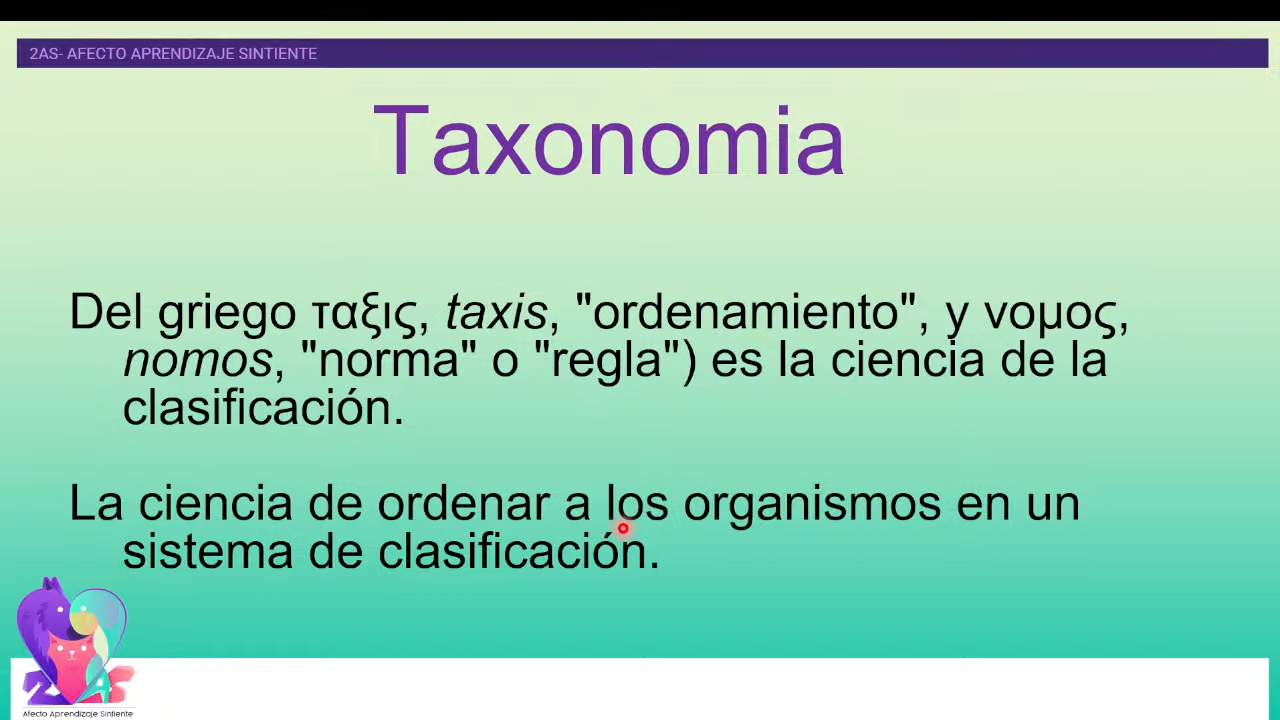 2AS- AFECTO APRENDIZAJE SINTIENTE
Taxonomia
Del griego ταξις, taxis, "ordenamiento", y νομος,
nomos, "norma" o "regla") es la ciencia de la
clasificación.
La ciencia de ordenar a los organismos en un
sistema de clasificación.
2AS
Afecto Aprendizaje Sintiente